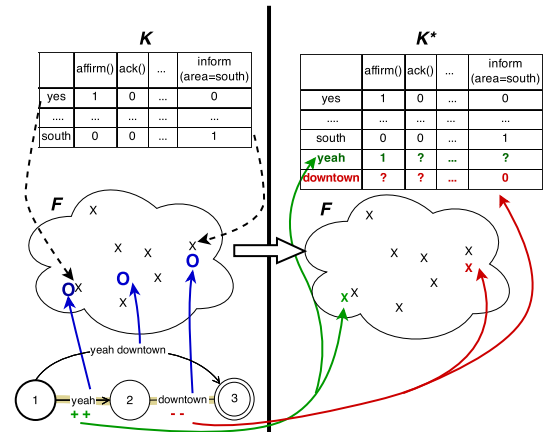 K
affirm() ack() ... inform (area=south)
yes 1 0 ... 0
.... ... ... ... ...
south 0 0 ... 1
F
X
X X X
X
X
X
O
O
O
yeah downtown
1 yeah 2 downtown 3
++ --
K*
affirm() ack() ... inform (area=south)
yes 1 0 ... 0
.... ... ... ... ...
south 0 0 ... 1
yeah 1 ? ... ?
downtown ? ? ... 0
F
X
X X X
X
X
X
X
X